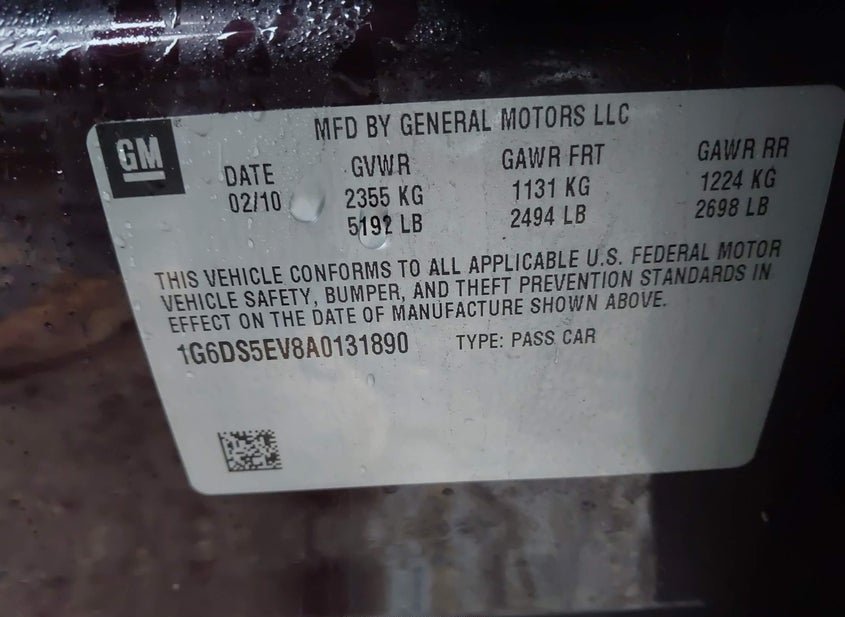 GM
MFD BY GENERAL MOTORS LLC
DATE GVWR GAWR FRT GAWR RR
02/10 2355 KG 1131 KG 1224 KG
5192 LB 2494 LB 2698 LB
THIS VEHICLE CONFORMS TO ALL APPLICABLE U.S. FEDERAL MOTOR
VEHICLE SAFETY, BUMPER, AND THEFT PREVENTION STANDARDS IN
EFFECT ON THE DATE OF MANUFACTURE SHOWN ABOVE.
1G6DS5EV8A0131890 TYPE: PASS CAR